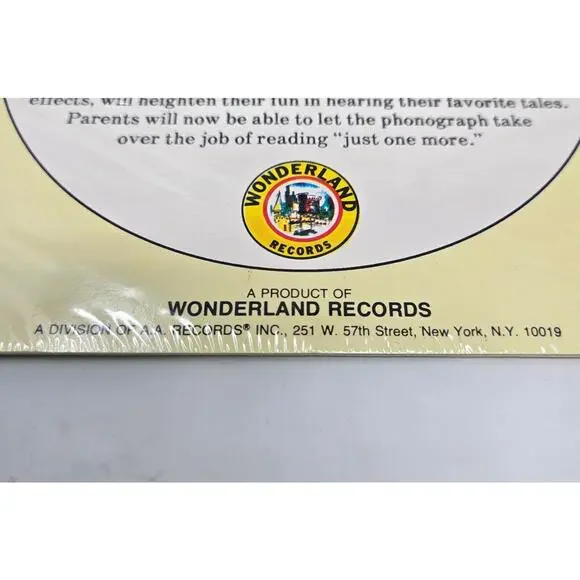 effects, will heighten their fun in hearing their favorite tales.
Parents will now be able to let the phonograph take
over the job of reading "just one more."
WONDERLAND
RECORDS
A PRODUCT OF
WONDERLAND RECORDS
A DIVISION OF A.A. RECORDS® INC., 251 W. 57th Street, New York, N.Y. 10019